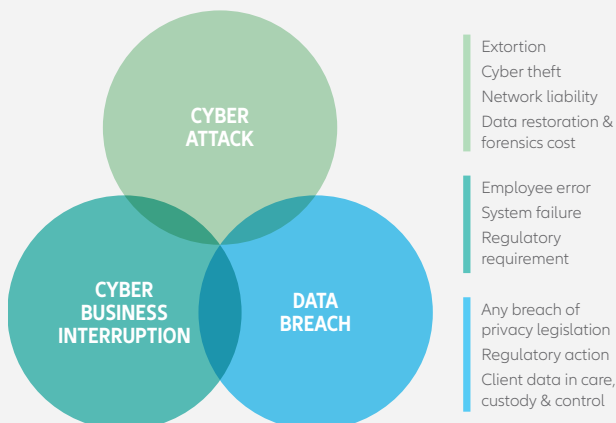 CYBER
ATTACK
CYBER
BUSINESS
INTERRUPTION
DATA
BREACH
Extortion
Cyber theft
Network liability
Data restoration &
forensics cost
Employee error
System failure
Regulatory
requirement
Any breach of
privacy legislation
Regulatory action
Client data in care,
custody & control